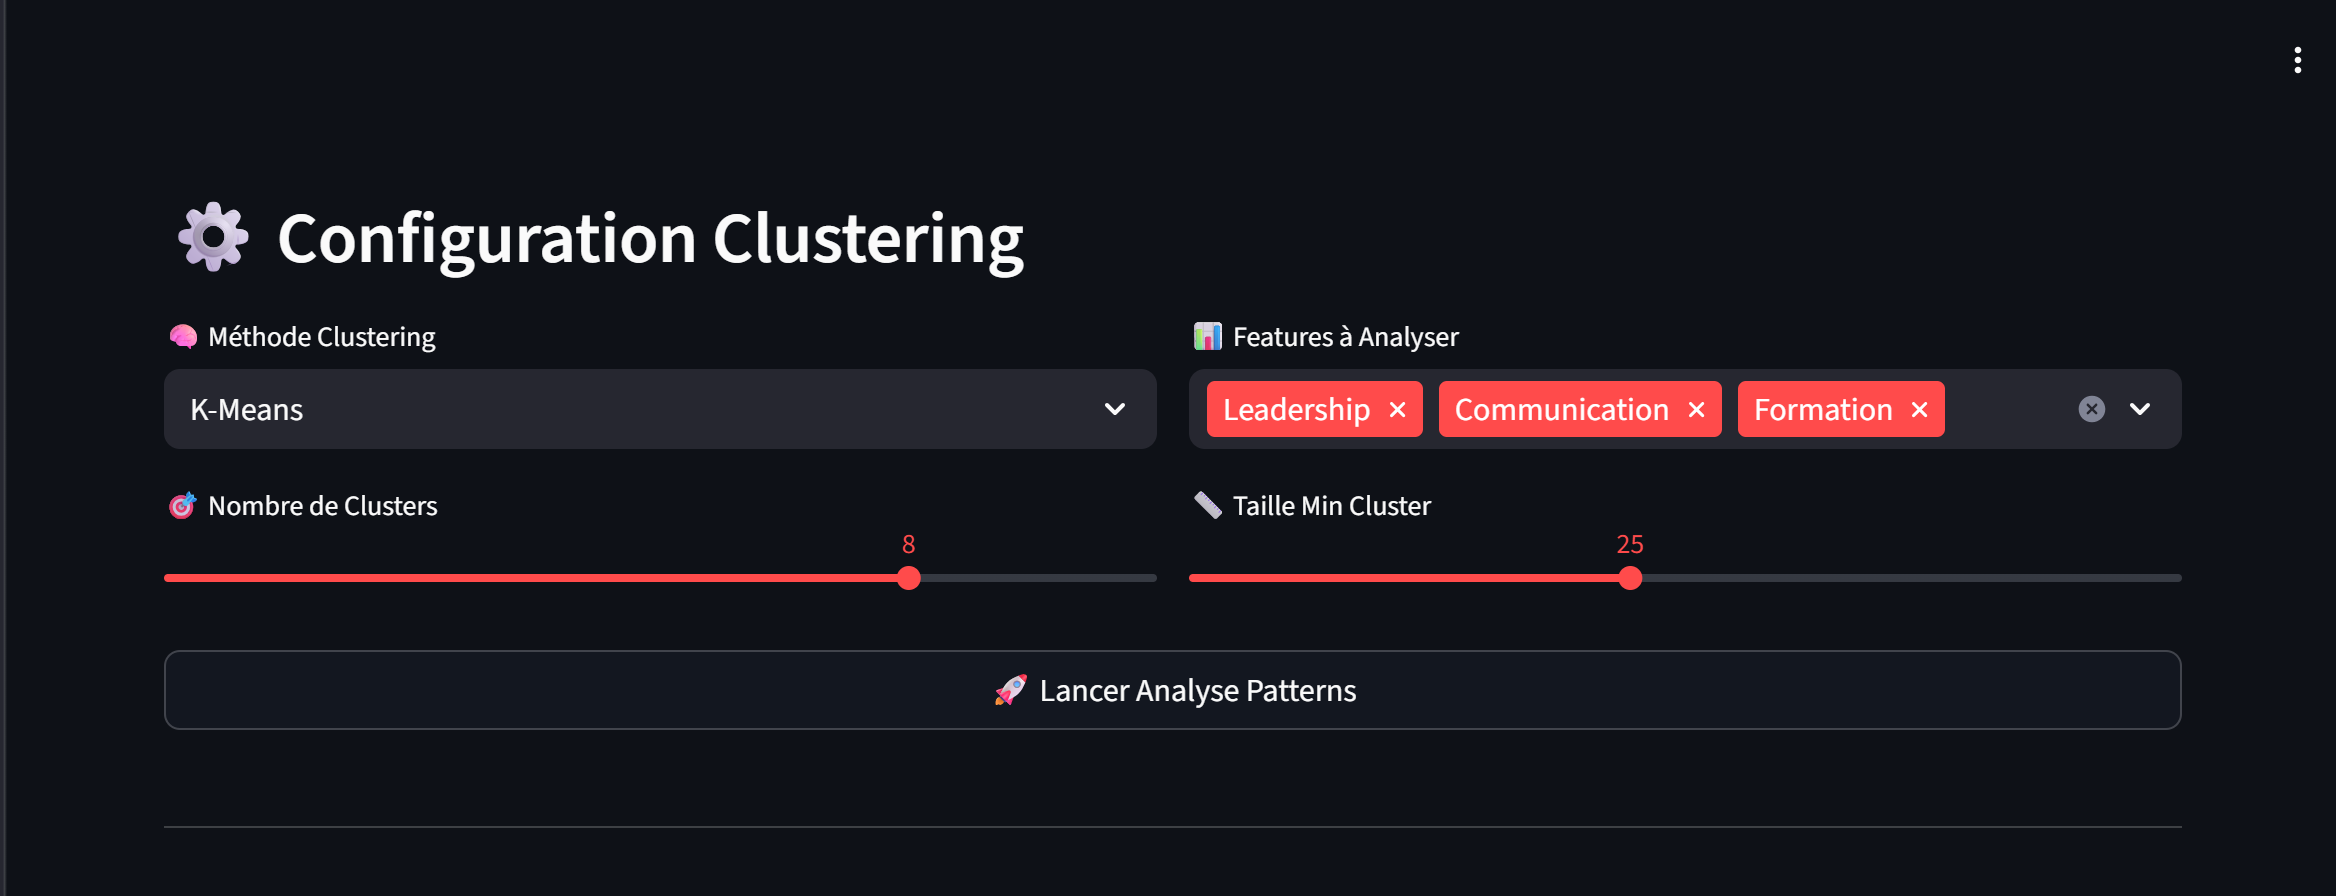 Configuration Clustering
Méthode Clustering
K-Means
Features à Analyser
Leadership Communication Formation
Nombre de Clusters
8
Taille Min Cluster
25
Lancer Analyse Patterns